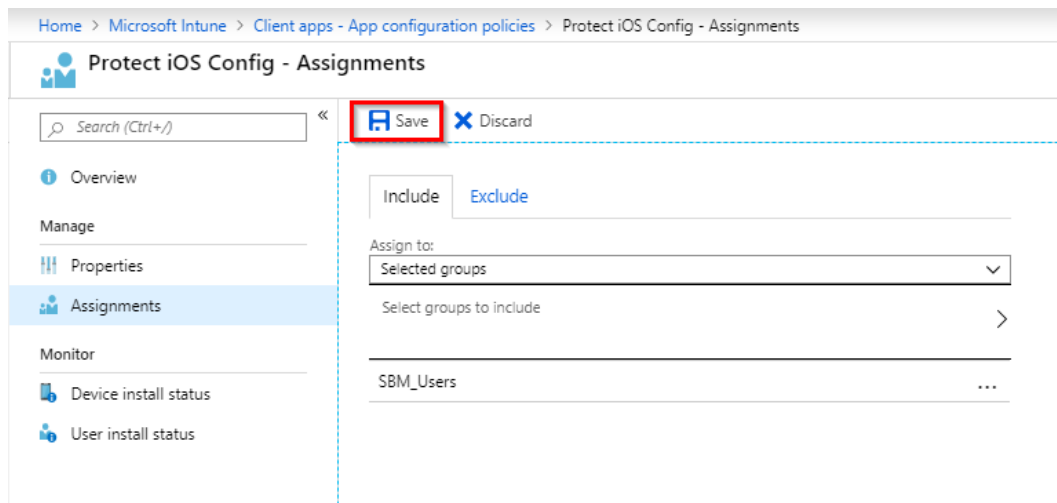 Home > Microsoft Intune > Client apps - App configuration policies > Protect iOS Config - Assignments
Protect iOS Config - Assignments
Search (Ctrl+/)
«
Overview
Manage
Properties
Assignments
Monitor
Device install status
User install status
Save Discard
Include Exclude
Assign to:
Selected groups
Select groups to include
SBM_Users ...